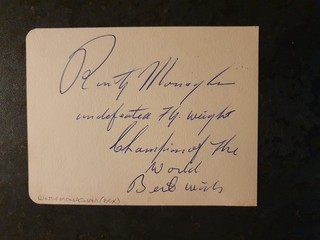 Rinty Monaghan
undefeated Fly weight
Champion of the
World
Best wishes
RINTY MONAGHAN (BOX)